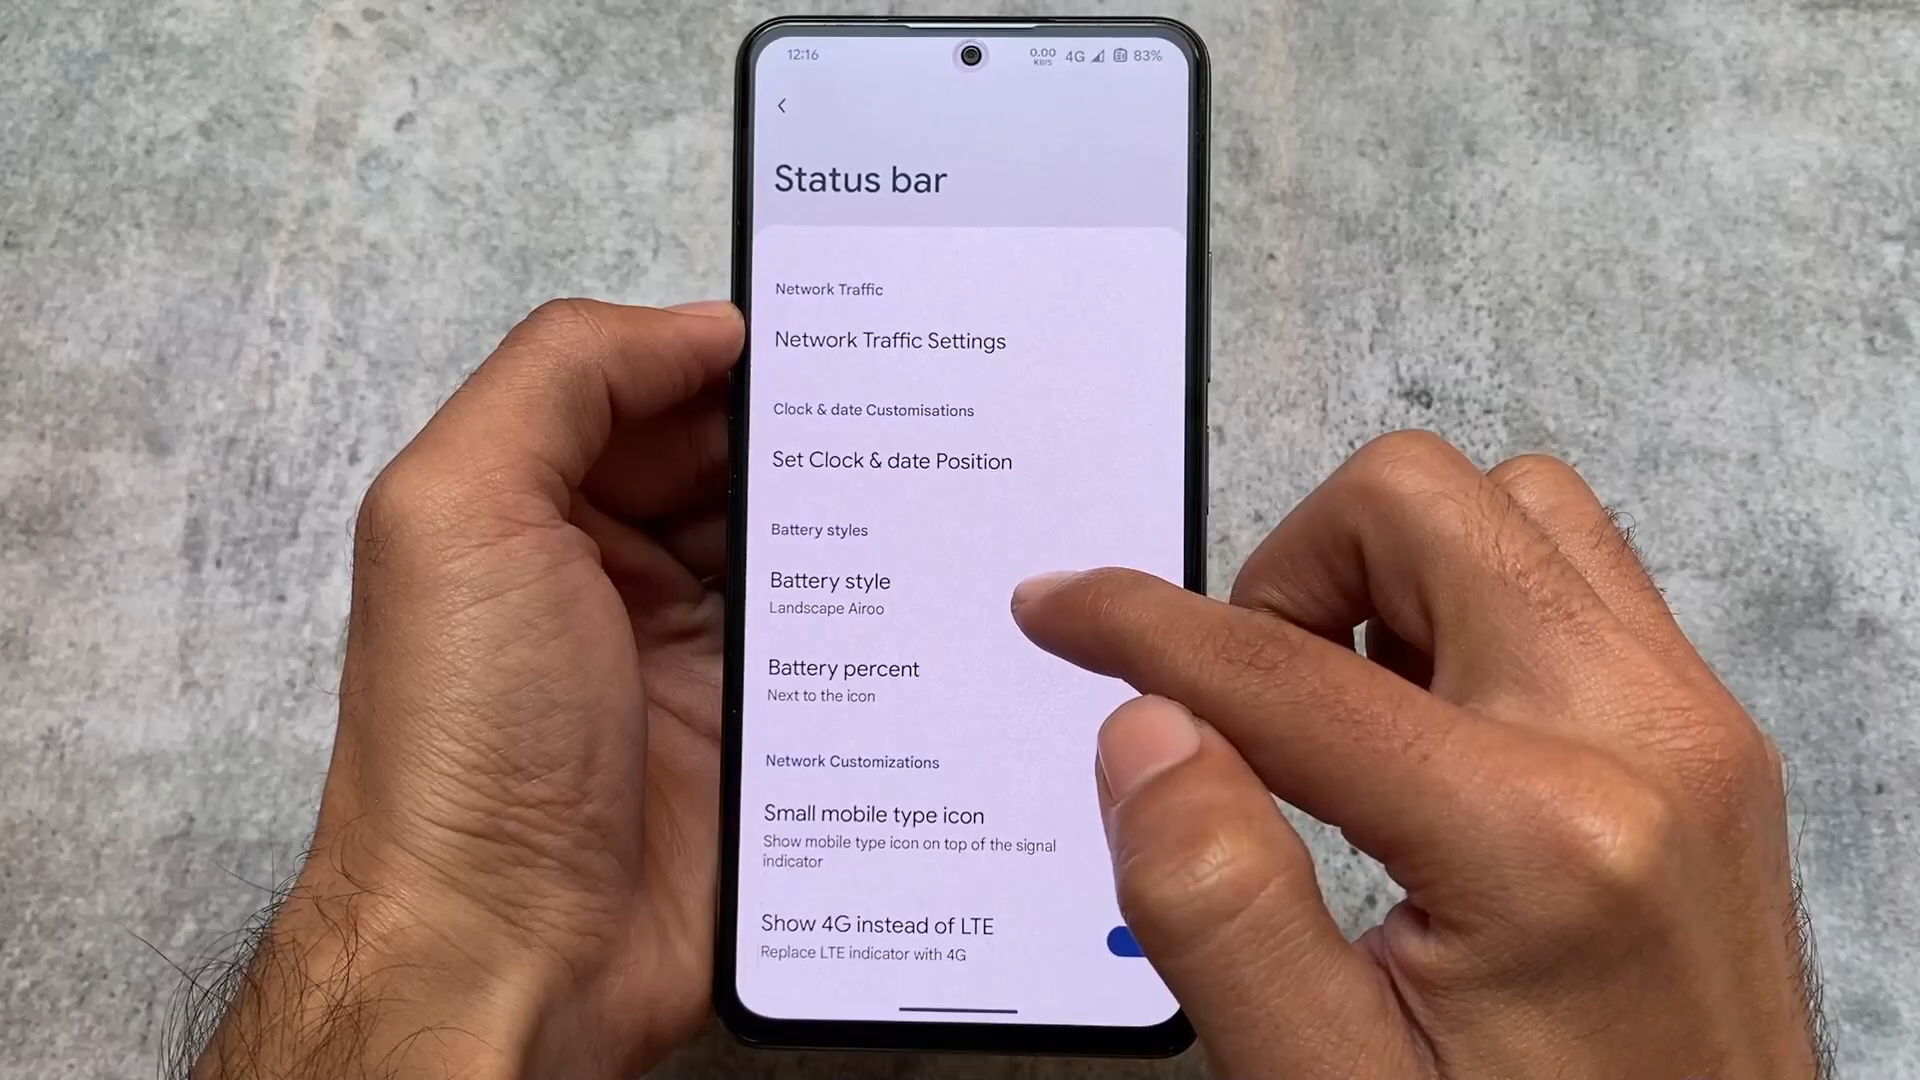 12:16
0.00
KB/S
4G
83%
Status bar
Network Traffic
Network Traffic Settings
Clock & date Customisations
Set Clock & date Position
Battery styles
Battery style
Landscape Airoo
Battery percent
Next to the icon
Network Customizations
Small mobile type icon
Show mobile type icon on top of the signal
indicator
Show 4G instead of LTE
Replace LTE indicator with 4G